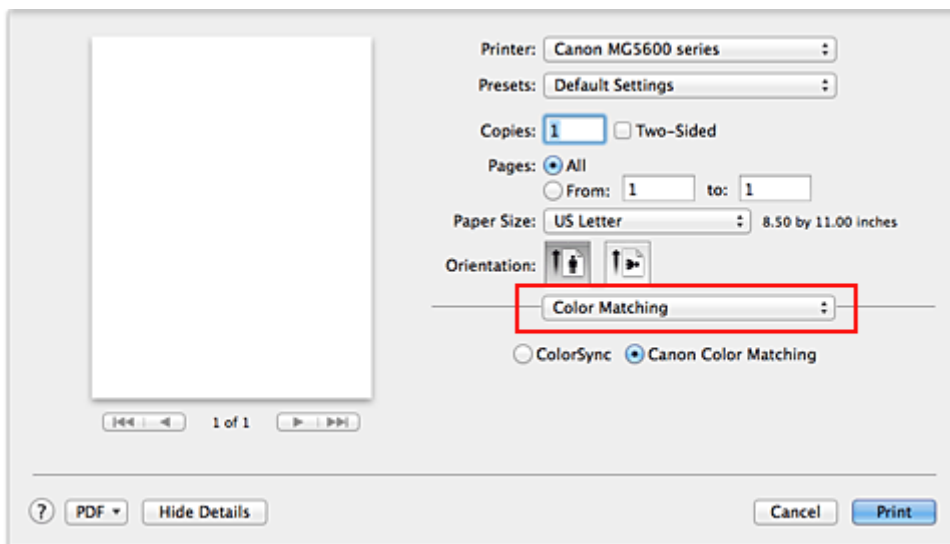 Printer: Canon MG5600 series
Presets: Default Settings
Copies: 1 Two-Sided
Pages: All
From: 1 to: 1
Paper Size: US Letter 8.50 by 11.00 inches
Orientation:
Color Matching
ColorSync Canon Color Matching
1 of 1
? PDF Hide Details Cancel Print